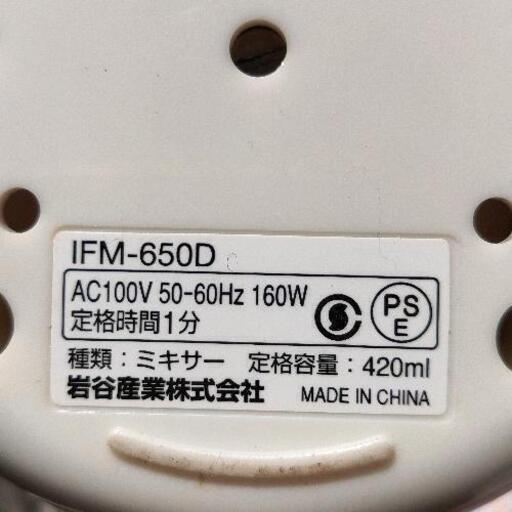 IFM-650D
AC100V 50-60Hz 160W
定格時間1分
PS
E
種類：ミキサー 定格容量：420ml
岩谷産業株式会社 MADE IN CHINA